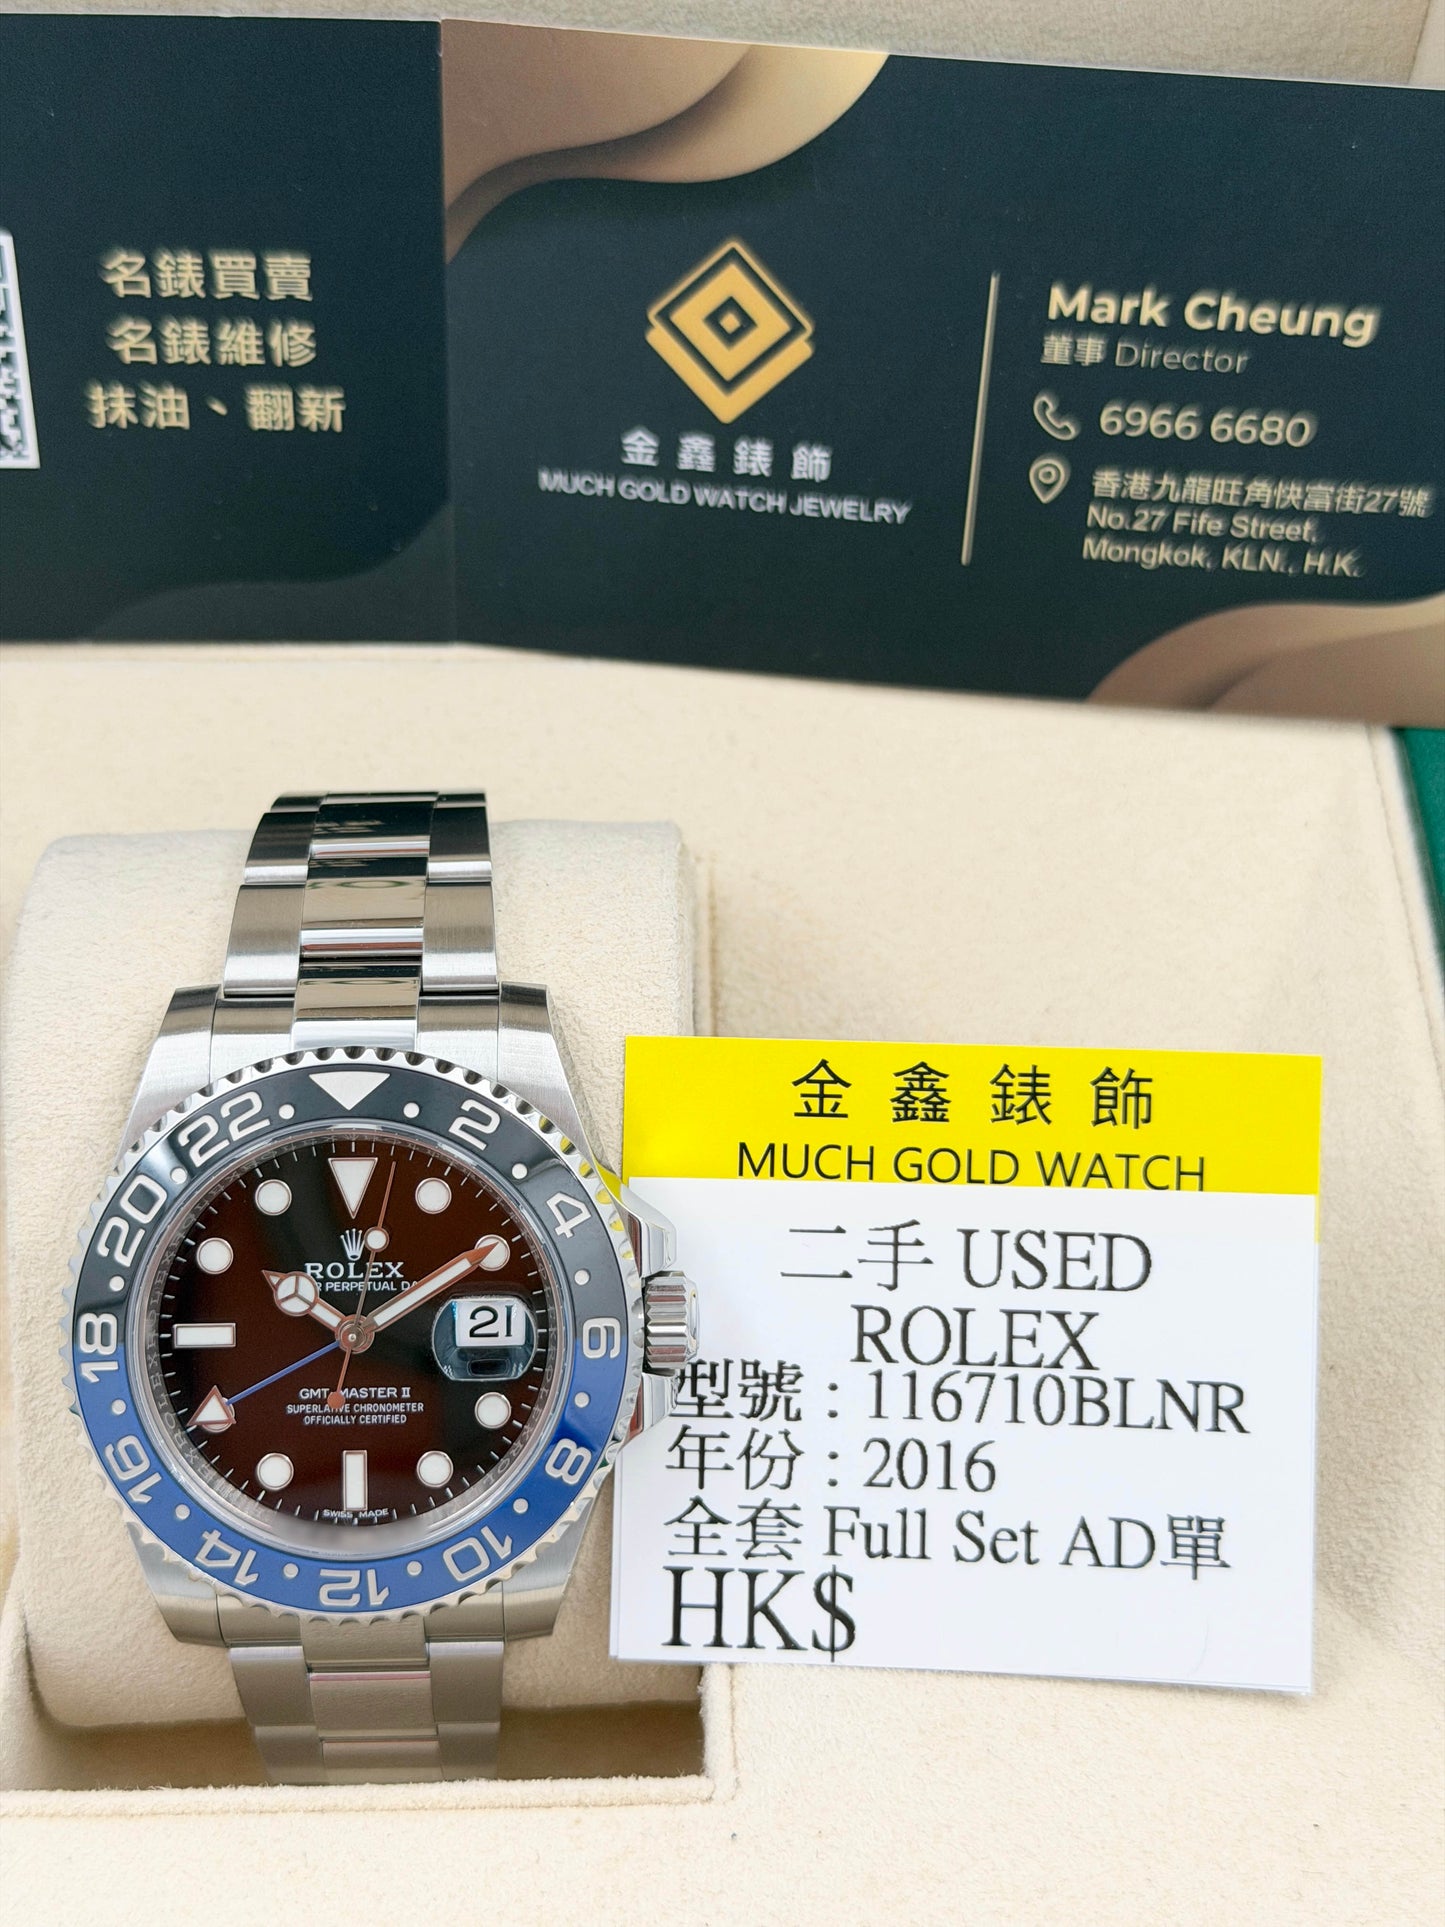 名錶買賣
名錶維修
抹油、翻新
金鑫錶飾
MUCH GOLD WATCH JEWELRY
Mark Cheung
董事 Director
6966 6680
香港九龍旺角快富街27號
No.27 Fife Street,
Mongkok, KLN., H.K.
22
2
20
4
18
6
16
8
14
12
10
ROLEX
PERPETUAL
21
GMT-MASTER II
SUPERLATIVE CHRONOMETER
OFFICIALLY CERTIFIED
SWISS MADE
金鑫錶飾
MUCH GOLD WATCH
二手 USED
ROLEX
型號：116710BLNR
年份：2016
全套 Full Set AD單
HK$